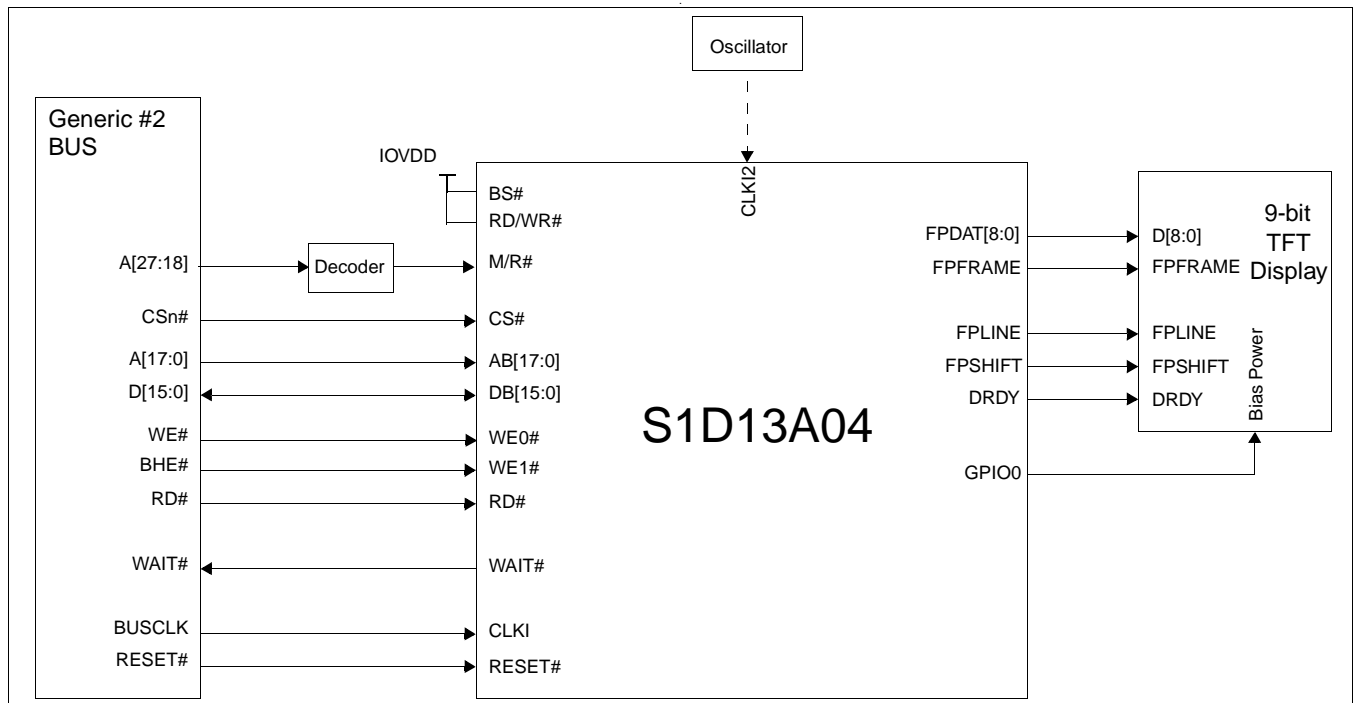 Oscillator
Generic #2
BUS
IOVDD
BS#
RD/WR#
CLKI2
A[27:18]
Decoder
M/R#
CSn#
CS#
A[17:0]
AB[17:0]
D[15:0]
DB[15:0]
WE#
WE0#
BHE#
WE1#
RD#
RD#
WAIT#
WAIT#
BUSCLK
CLKI
RESET#
RESET#
S1D13A04
FPDAT[8:0]
FPFRAME
FPLINE
FPSHIFT
DRDY
GPIO0
D[8:0]
FPFRAME
FPLINE
FPSHIFT
DRDY
9-bit
TFT
Display
Bias Power